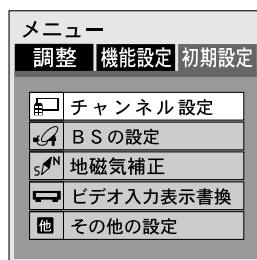 メニュー
調整 機能設定 初期設定
チャンネル設定
BSの設定
S N 地磁気補正
ビデオ入力表示書換
他 その他の設定